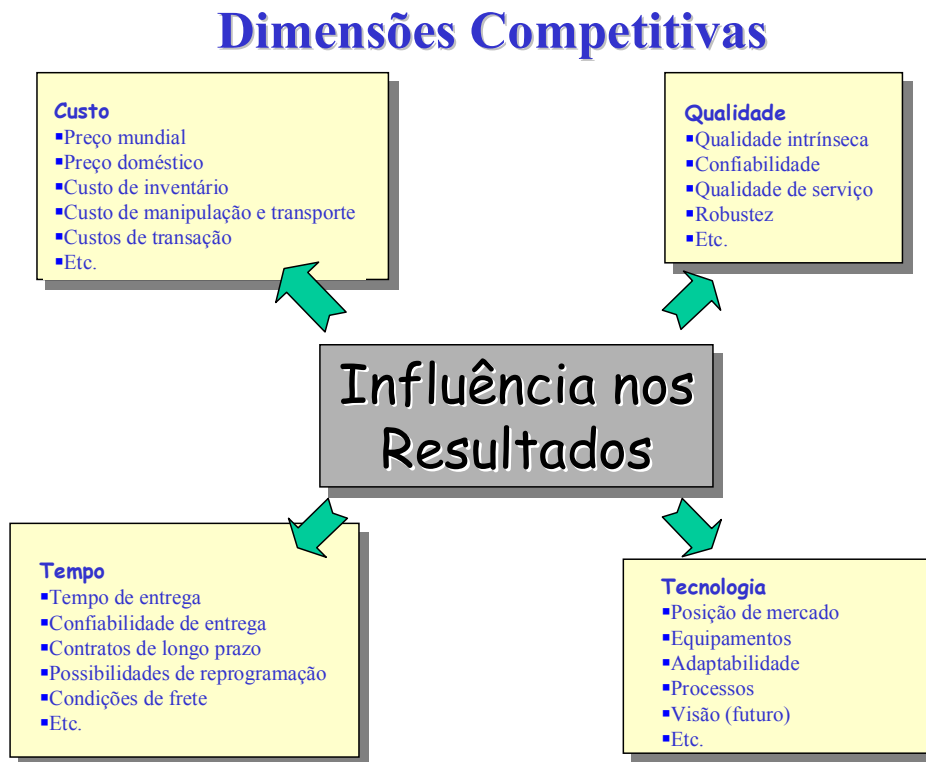 Dimensões Competitivas
Custo
▪Preço mundial
▪Preço doméstico
▪Custo de inventário
▪Custo de manipulação e transporte
▪Custos de transação
▪Etc.
Qualidade
▪Qualidade intrínseca
▪Confiabilidade
▪Qualidade de serviço
▪Robustez
▪Etc.
Influência nos
Resultados
Tempo
▪Tempo de entrega
▪Confiabilidade de entrega
▪Contratos de longo prazo
▪Possibilidades de reprogramação
▪Condições de frete
▪Etc.
Tecnologia
▪Posição de mercado
▪Equipamentos
▪Adaptabilidade
▪Processos
▪Visão (futuro)
▪Etc.